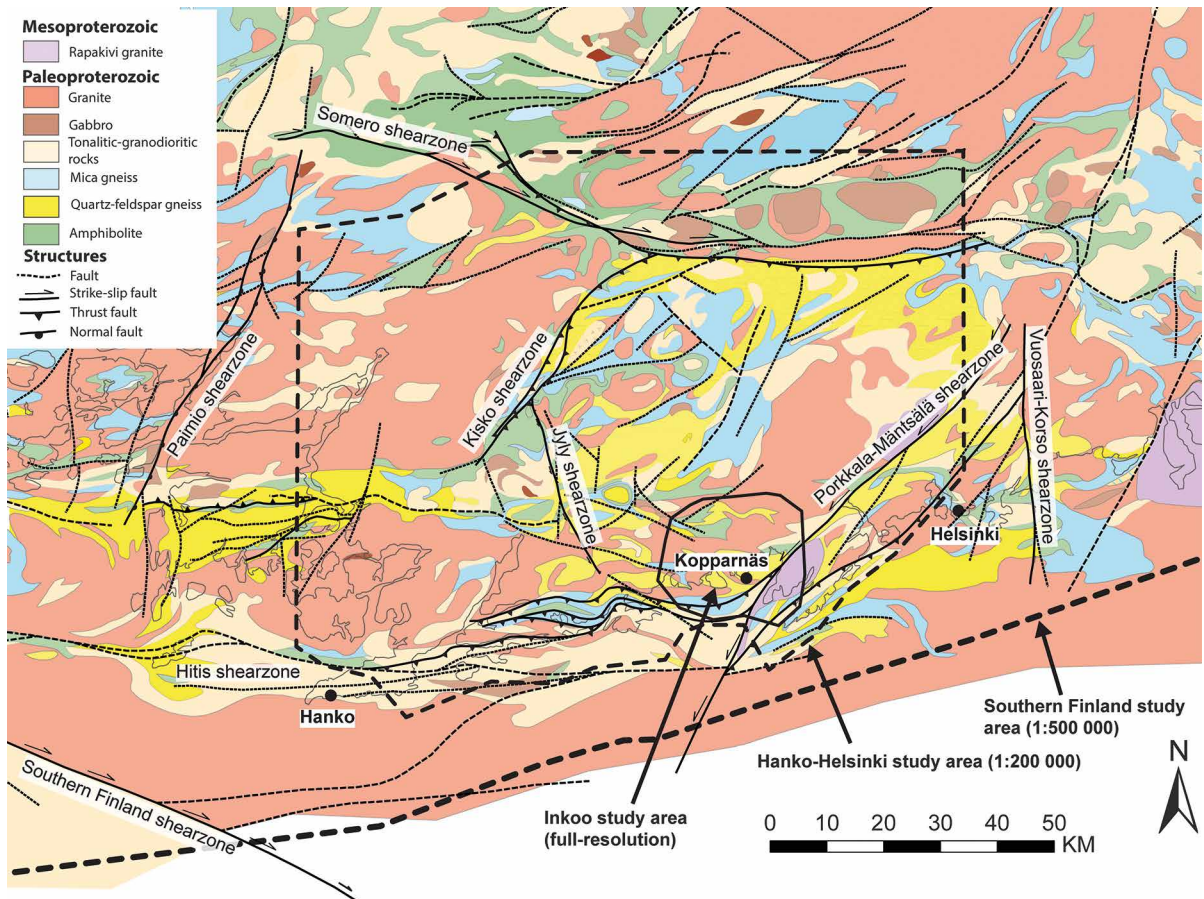 Mesoproterozoic
Rapakivi granite
Paleoproterozoic
Granite
Gabbro
Tonalitic-granodioritic
rocks
Mica gneiss
Quartz-feldspar gneiss
Amphibolite
Structures
Fault
Strike-slip fault
Thrust fault
Normal fault
Somero shearzone
Paimio shearzone
Kisko shearzone
Jyly shearzone
Porkkala-Mäntsälä shearzone
Vuosaari-Korso shearzone
Helsinki
Kopparnäs
Hitis shearzone
Hanko
Southern Finland shearzone
Southern Finland study
area (1:500 000)
Hanko-Helsinki study area (1:200 000)
Inkoo study area
(full-resolution)
N
0 10 20 30 40 50
KM